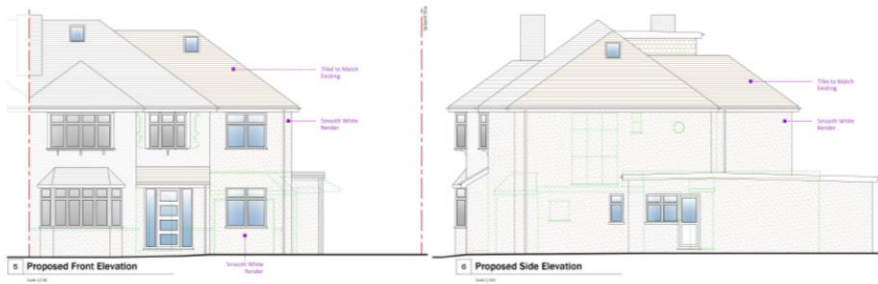 Tiled to Match
Existing
Smooth White
Render
Smooth White
Render
5 Proposed Front Elevation
Tiles to Match
Existing
Smooth White
Render
6 Proposed Side Elevation